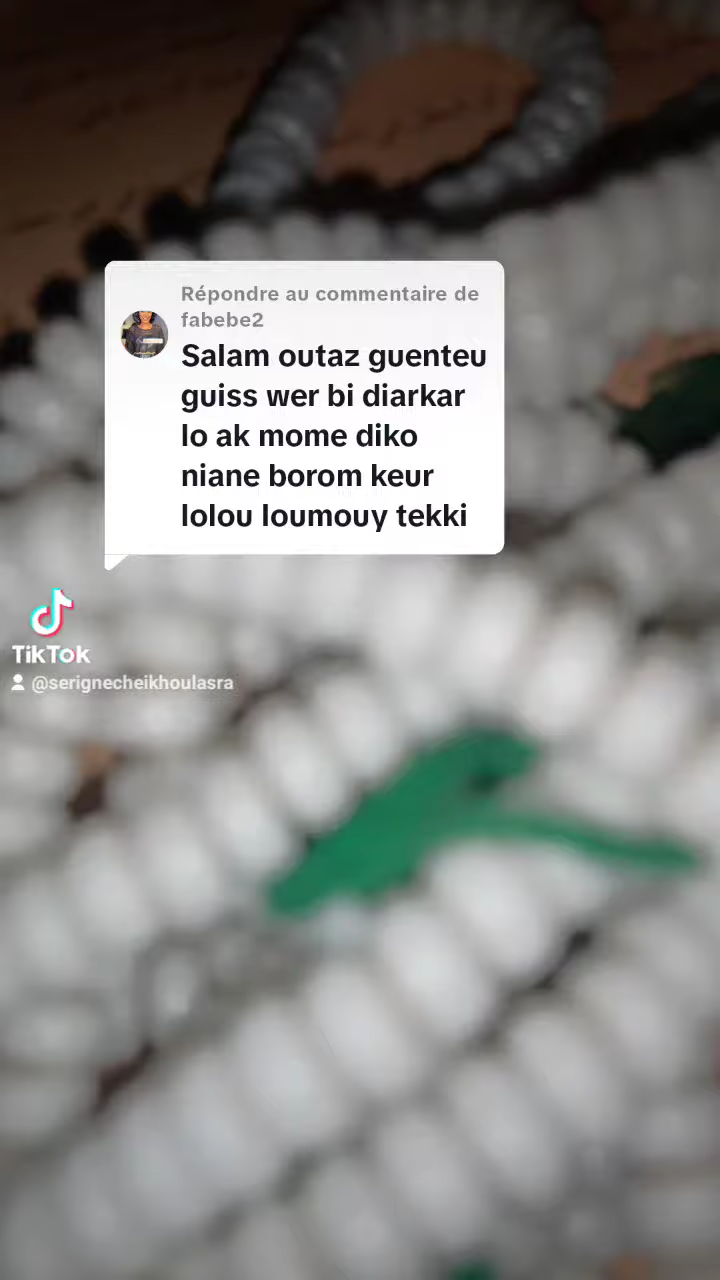 Répondre au commentaire de
fabebe2
Salam outaz guenteu
guiss wer bi diarkar
lo ak mome diko
niane borom keur
lolou loumouy tekki
TikTok
@serignecheikhoulasra